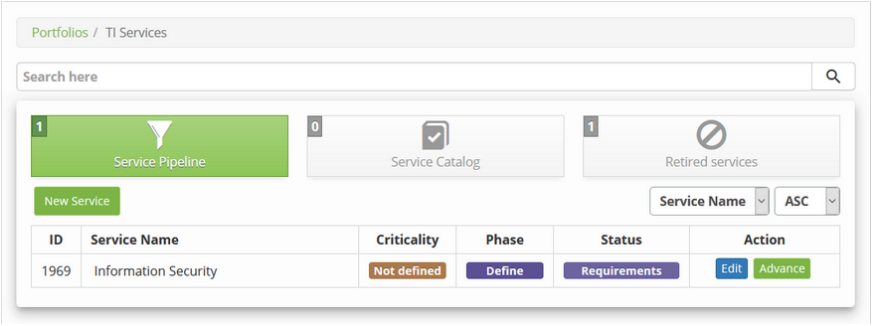 Portfolios / TI Services
Search here
1
Service Pipeline
0
Service Catalog
1
Retired services
New Service
Service Name
ASC
ID Service Name Criticality Phase Status Action
1969 Information Security Not defined Define Requirements Edit Advance